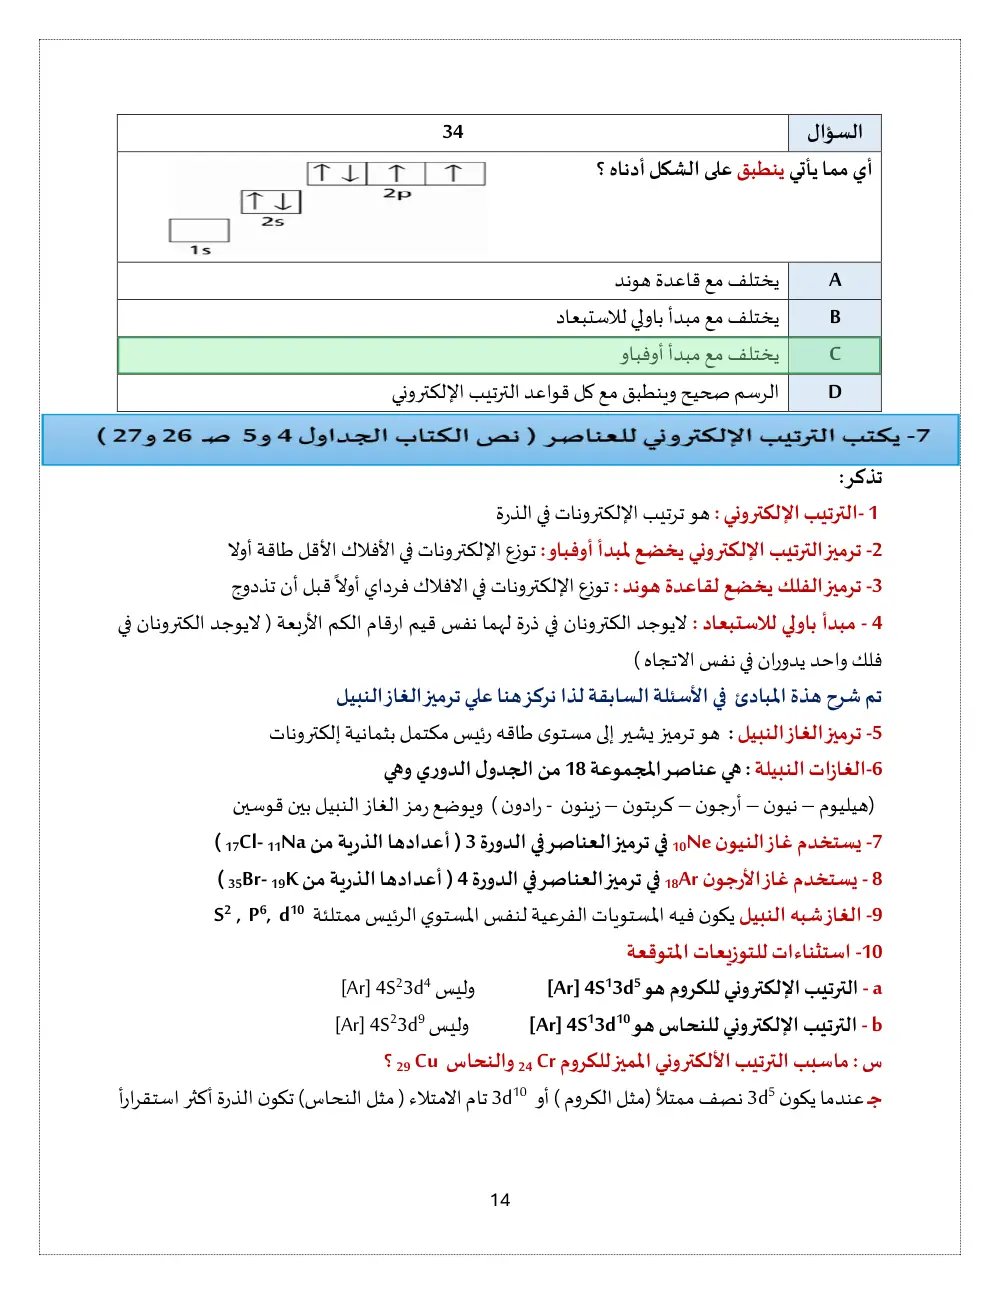 السؤال 34
أي مما يأتي ينطبق على الشكل أدناه ؟
↑ ↓ ↑ ↑
2p
↑ ↓
2s
1s
A يختلف مع قاعدة هوند
B يختلف مع مبدأ باولي للاستبعاد
C يختلف مع مبدأ أوفباو
D الرسم صحيح وينطبق مع كل قواعد الترتيب الإلكتروني
7- يكتب الترتيب الإلكتروني للعناصر ( نص الكتاب الجداول 4 و5 صـ 26 و27 )
تذكر:
1 -الترتيب الإلكتروني : هو ترتيب الإلكترونات في الذرة
2- ترميز الترتيب الإلكتروني يخضع لمبدأ أوفباو: توزع الإلكترونات في الأفلاك الأقل طاقة أولا
3- ترميز الفلك يخضع لقاعدة هوند : توزع الإلكترونات في الافلاك فرداي أولاً قبل أن تذدوج
4 - مبدأ باولي للاستبعاد : لايوجد الكترونان في ذرة لهما نفس قيم ارقام الكم الأربعة ( لايوجد الكترونان في
فلك واحد يدوران في نفس الاتجاه )
تم شرح هذة المبادئ في الأسئلة السابقة لذا نركز هنا علي ترميز الغاز النبيل
5- ترميز الغاز النبيل : هو ترميز يشير إلى مستوى طاقه رئيس مكتمل بثمانية إلكترونات
6-الغازات النبيلة : هي عناصر المجموعة 18 من الجدول الدوري وهي
(هيليوم – نيون – أرجون – كربتون – زينون - رادون ) ويوضع رمز الغاز النبيل بين قوسين
7- يستخدم غاز النيون ₁₀Ne في ترميز العناصر في الدورة 3 ( أعدادها الذرية من ₁₇Cl- ₁₁Na )
8 - يستخدم غاز الأرجون ₁₈Ar في ترميز العناصر في الدورة 4 ( أعدادها الذرية من ₃₅Br- ₁₉K )
9- الغاز شبه النبيل يكون فيه المستويات الفرعية لنفس المستوي الرئيس ممتلئة S² , P⁶, d¹⁰
10- استثناءات للتوزيعات المتوقعة
a - الترتيب الإلكتروني للكروم هو [Ar] 4S¹3d⁵ وليس [Ar] 4S²3d⁴
b - الترتيب الإلكتروني للنحاس هو [Ar] 4S¹3d¹⁰ وليس [Ar] 4S²3d⁹
س : ماسبب الترتيب الألكتروني المميز للكروم ₂₄ Cr والنحاس ₂₉ Cu ؟
جـ عندما يكون 3d⁵ نصف ممتلأ (مثل الكروم ) أو 3d¹⁰ تام الامتلاء ( مثل النحاس) تكون الذرة أكثر استقرارأ
14